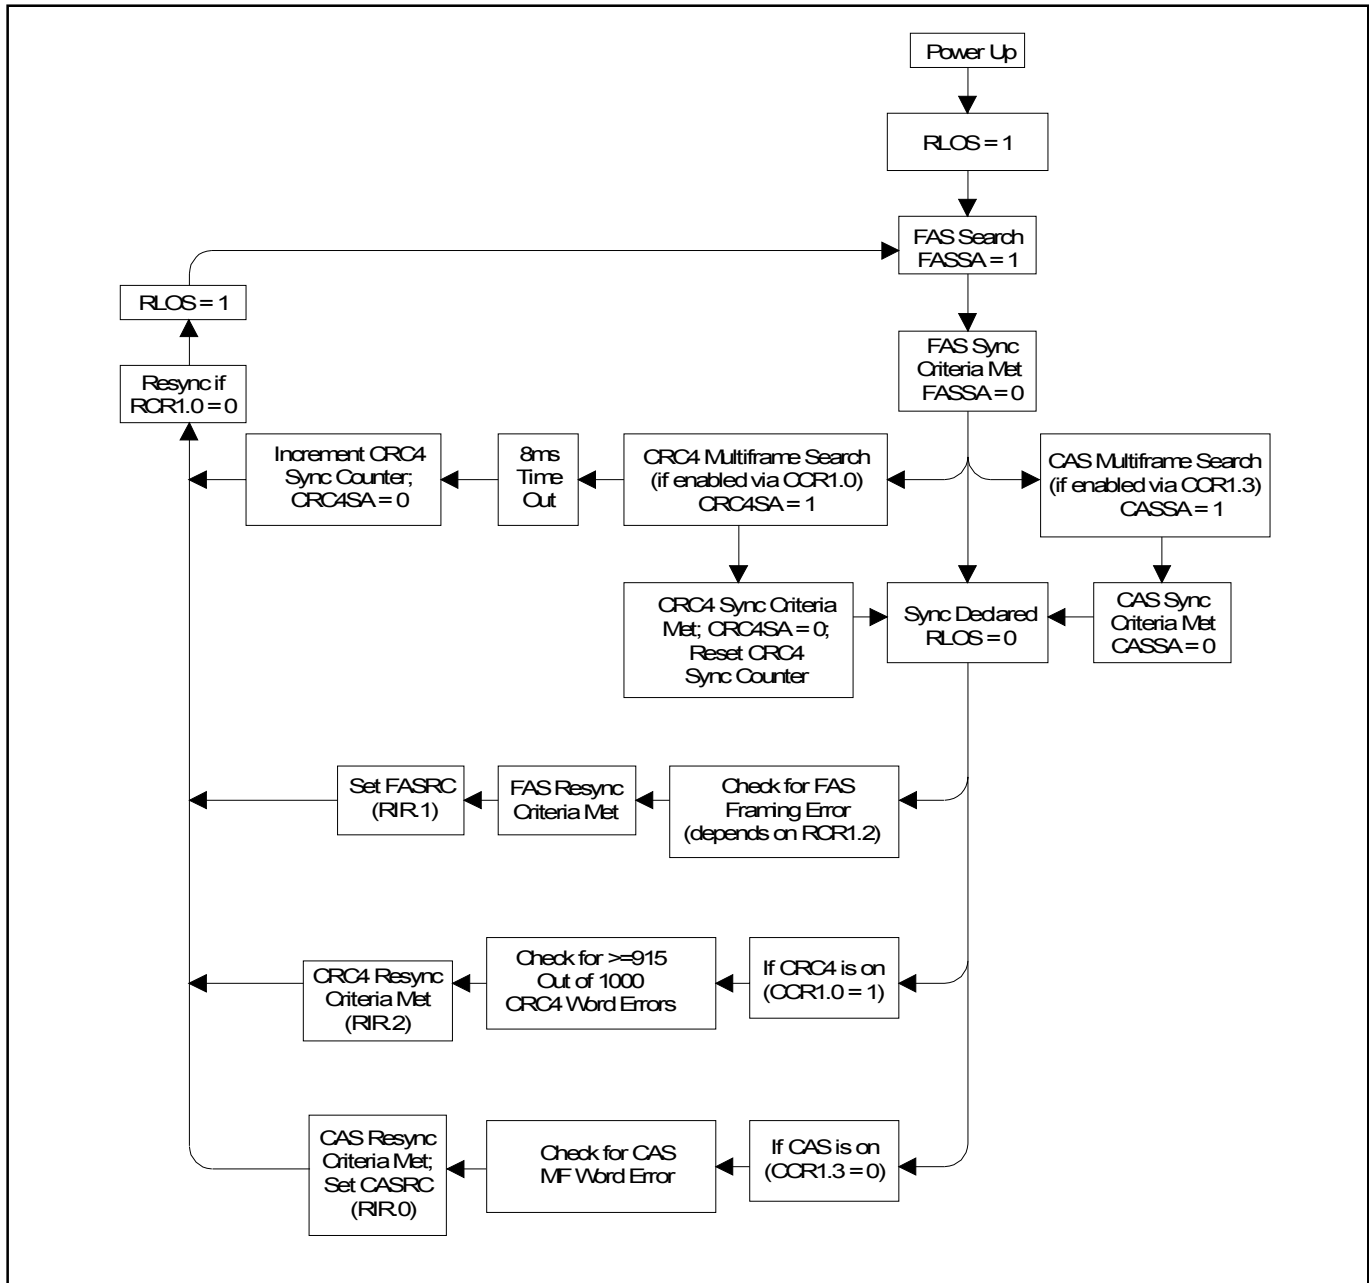 Power Up
RLOS = 1
FAS Search
FASSA = 1
RLOS = 1
FAS Sync
Criteria Met
FASSA = 0
Resync if
RCR1.0 = 0
Increment CRC4
Sync Counter;
CRC4SA = 0
8ms
Time
Out
CRC4 Multiframe Search
(if enabled via CCR1.0)
CRC4SA = 1
CAS Multiframe Search
(if enabled via CCR1.3)
CASSA = 1
CRC4 Sync Criteria
Met; CRC4SA = 0;
Reset CRC4
Sync Counter
Sync Declared
RLOS = 0
CAS Sync
Criteria Met
CASSA = 0
Set FASRC
(RIR.1)
FAS Resync
Criteria Met
Check for FAS
Framing Error
(depends on RCR1.2)
CRC4 Resync
Criteria Met
(RIR.2)
Check for >=915
Out of 1000
CRC4 Word Errors
If CRC4 is on
(CCR1.0 = 1)
CAS Resync
Criteria Met;
Set CASRC
(RIR.0)
Check for CAS
MF Word Error
If CAS is on
(CCR1.3 = 0)